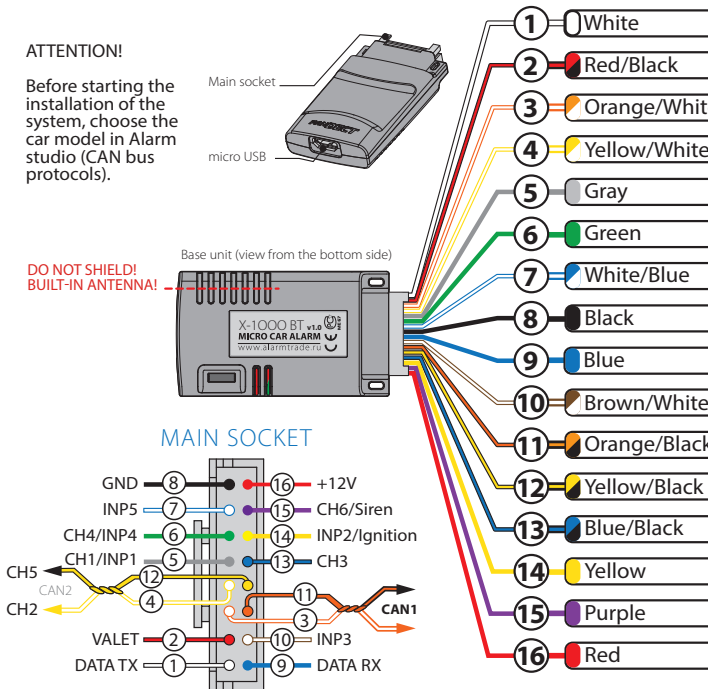 ATTENTION!
Before starting the
installation of the
system, choose the
car model in Alarm
studio (CAN bus
protocols).
Main socket
micro USB
PANDECT
DO NOT SHIELD!
BUILT-IN ANTENNA!
Base unit (view from the bottom side)
X-1000 BT v1.0
MICRO CAR ALARM
www.alarmtrade.ru
1 White
2 Red/Black
3 Orange/Whit
4 Yellow/White
5 Gray
6 Green
7 White/Blue
8 Black
9 Blue
10 Brown/White
11 Orange/Black
12 Yellow/Black
13 Blue/Black
14 Yellow
15 Purple
16 Red
MAIN SOCKET
GND 8 16 +12V
INP5 7 15 CH6/Siren
CH4/INP4 6 14 INP2/Ignition
CH1/INP1 5 13 CH3
CH5 12 11
CAN2 CAN1
CH2 4 3
VALET 2 10 INP3
DATA TX 1 9 DATA RX